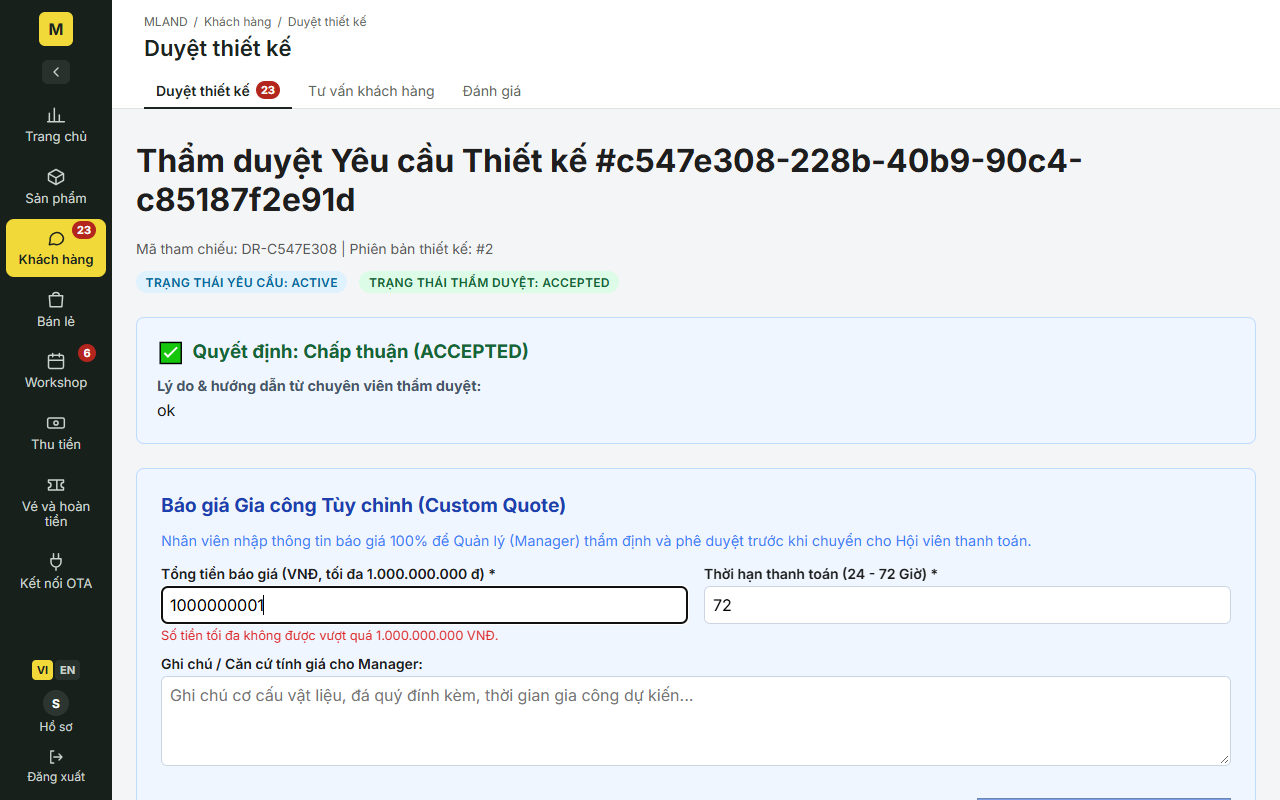 M
Trang chủ
Sản phẩm
23
Khách hàng
Bán lẻ
6
Workshop
Thu tiền
Vé và hoàn
tiền
Kết nối OTA
VI EN
S
Hồ sơ
Đăng xuất
MLAND / Khách hàng / Duyệt thiết kế
Duyệt thiết kế
Duyệt thiết kế 23 Tư vấn khách hàng Đánh giá
Thẩm duyệt Yêu cầu Thiết kế #c547e308-228b-40b9-90c4-
c85187f2e91d
Mã tham chiếu: DR-C547E308 | Phiên bản thiết kế: #2
TRẠNG THÁI YÊU CẦU: ACTIVE TRẠNG THÁI THẨM DUYỆT: ACCEPTED
Quyết định: Chấp thuận (ACCEPTED)
Lý do & hướng dẫn từ chuyên viên thẩm duyệt:
ok
Báo giá Gia công Tùy chỉnh (Custom Quote)
Nhân viên nhập thông tin báo giá 100% để Quản lý (Manager) thẩm định và phê duyệt trước khi chuyển cho Hội viên thanh toán.
Tổng tiền báo giá (VNĐ, tối đa 1.000.000.000 đ) * Thời hạn thanh toán (24 - 72 Giờ) *
1000000001 72
Số tiền tối đa không được vượt quá 1.000.000.000 VNĐ.
Ghi chú / Căn cứ tính giá cho Manager:
Ghi chú cơ cấu vật liệu, đá quý đính kèm, thời gian gia công dự kiến...